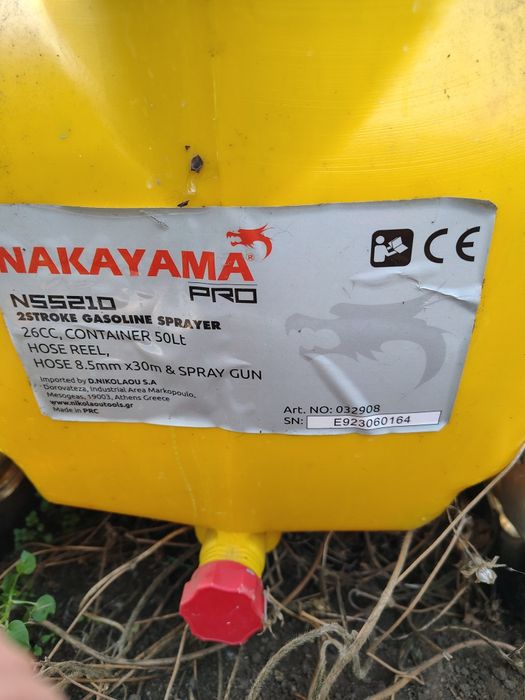 NAKAYAMA
PRO
NS5210
2STROKE GASOLINE SPRAYER
26CC, CONTAINER 50Lt
HOSE REEL,
HOSE 8.5mm x30m & SPRAY GUN
Imported by D.NIKOLAOU S.A
Dorovateza, Industrial Area Markopoulo,
Mesogeas, 19003, Athens Greece
www.nikolaoutools.gr
Made in PRC
CE
Art. NO: 032908
SN: E923060164